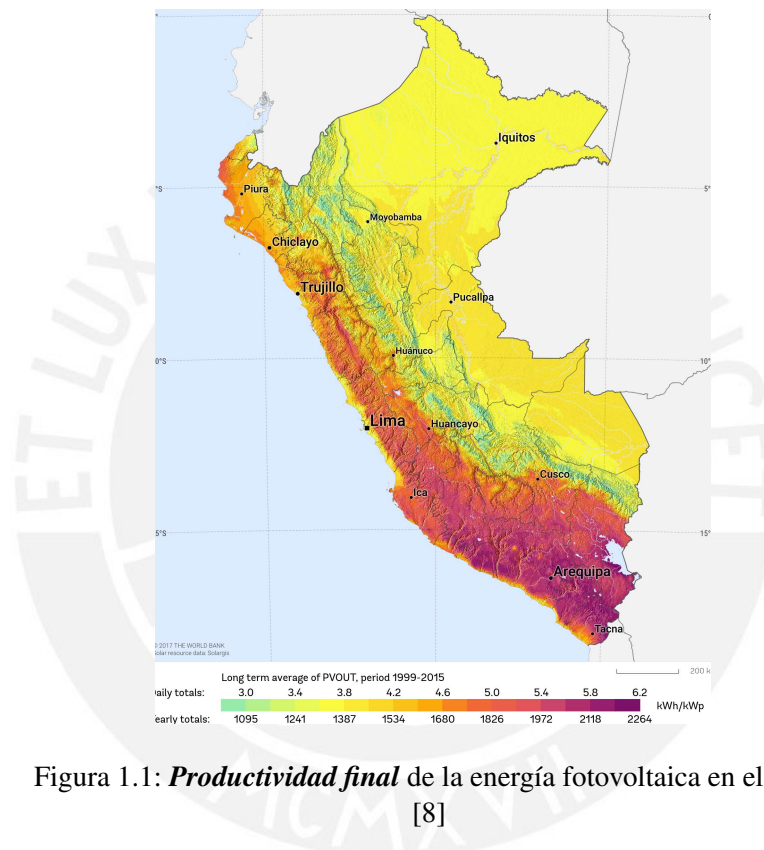 Iquitos
Piura
5°
Moyobamba
Chiclayo
Trujillo
Pucallpa
Huánuco
10°
Lima
Huancayo
Cusco
Ica
15°
Arequipa
Tacna
2017 THE WORLD BANK
Solar resource data: Solargis
200 k
Long term average of PVOUT, period 1999-2015
aily totals: 3.0 3.4 3.8 4.2 4.6 5.0 5.4 5.8 6.2
kWh/kWp
early totals: 1095 1241 1387 1534 1680 1826 1972 2118 2264
Figura 1.1: Productividad final de la energía fotovoltaica en el
[8]
ET LUX
MCMXVII